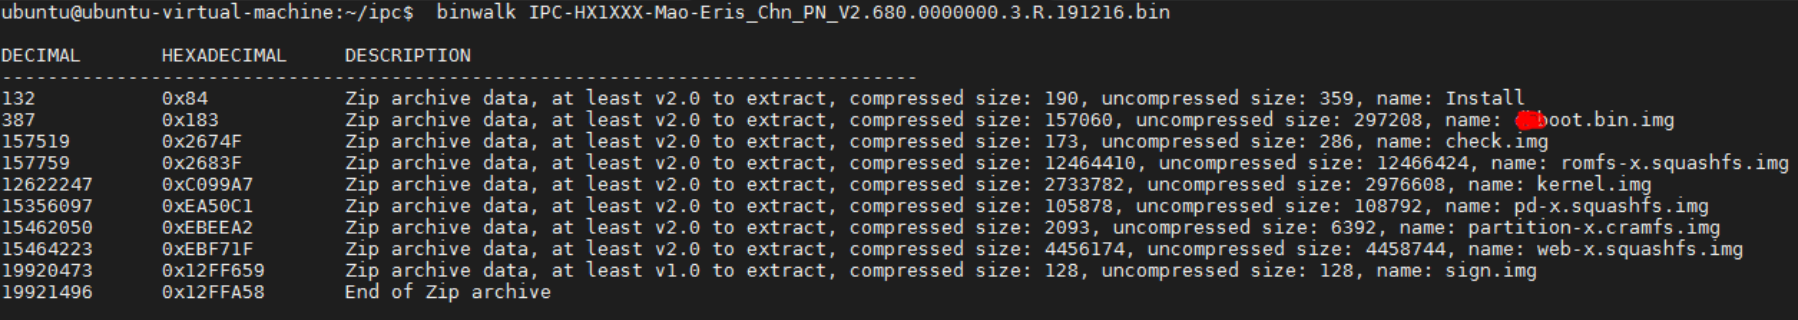 ubuntu@ubuntu-virtual-machine:~/ipc$  binwalk IPC-HX1XXX-Mao-Eris_Chn_PN_V2.680.0000000.3.R.191216.bin
DECIMAL       HEXADECIMAL     DESCRIPTION
--------------------------------------------------------------------------------
132           0x84            Zip archive data, at least v2.0 to extract, compressed size: 190, uncompressed size: 359, name: Install
387           0x183           Zip archive data, at least v2.0 to extract, compressed size: 157060, uncompressed size: 297208, name: boot.bin.img
157519        0x2674F         Zip archive data, at least v2.0 to extract, compressed size: 173, uncompressed size: 286, name: check.img
157759        0x2683F         Zip archive data, at least v2.0 to extract, compressed size: 12464410, uncompressed size: 12466424, name: romfs-x.squashfs.img
12622247      0xC099A7        Zip archive data, at least v2.0 to extract, compressed size: 2733782, uncompressed size: 2976608, name: kernel.img
15356097      0xEA50C1        Zip archive data, at least v2.0 to extract, compressed size: 105878, uncompressed size: 108792, name: pd-x.squashfs.img
15462050      0xEBEEA2        Zip archive data, at least v2.0 to extract, compressed size: 2093, uncompressed size: 6392, name: partition-x.cramfs.img
15464223      0xEBF71F        Zip archive data, at least v2.0 to extract, compressed size: 4456174, uncompressed size: 4458744, name: web-x.squashfs.img
19920473      0x12FF659       Zip archive data, at least v1.0 to extract, compressed size: 128, uncompressed size: 128, name: sign.img
19921496      0x12FFA58       End of Zip archive